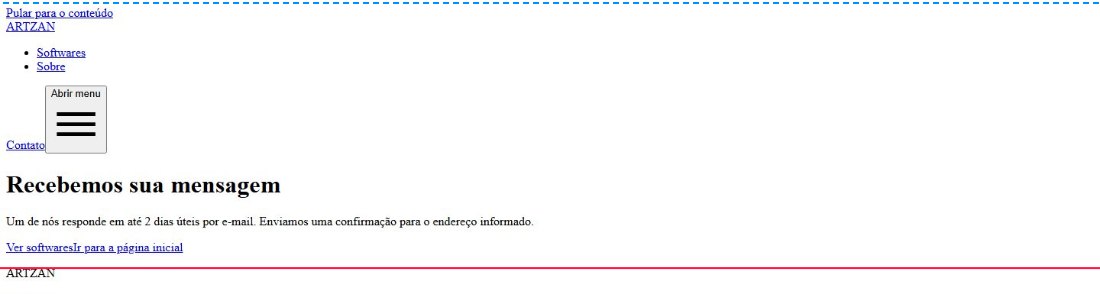 Pular para o conteúdo
ARTZAN
Softwares
Sobre
Abrir menu
Contato
Recebemos sua mensagem
Um de nós responde em até 2 dias úteis por e-mail. Enviamos uma confirmação para o endereço informado.
Ver softwaresIr para a página inicial
ARTZAN